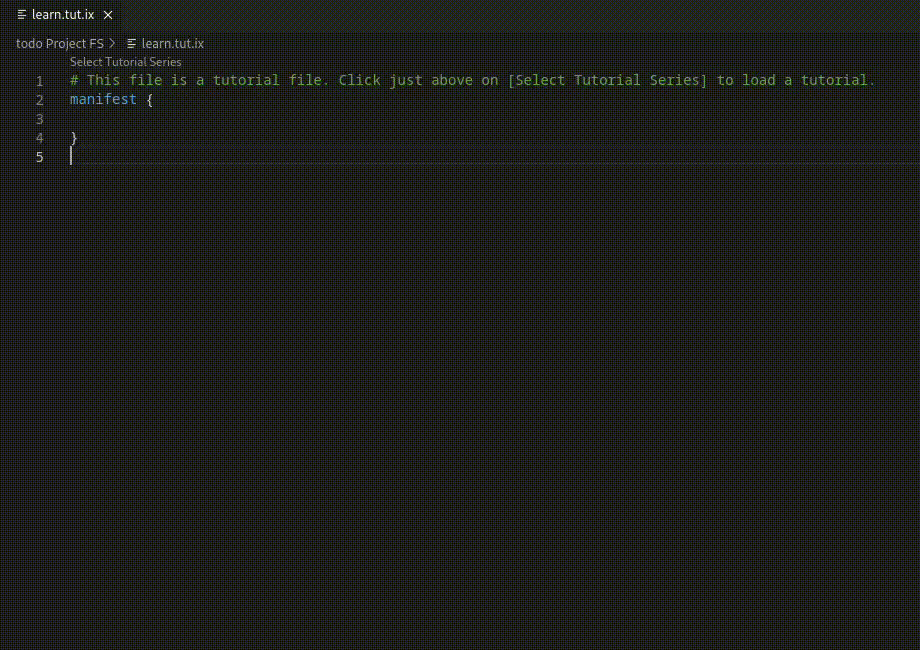 learn.tut.ix
todo Project FS > learn.tut.ix
Select Tutorial Series
1 # This file is a tutorial file. Click just above on [Select Tutorial Series] to load a tutorial.
2 manifest {
3
4 }
5